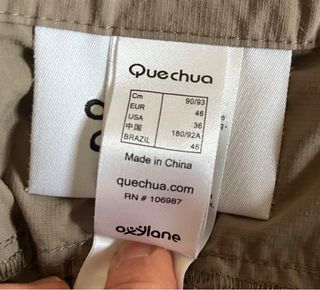 Quechua
Cm 90/93
EUR 46
USA 36
中国 180/92A
BRAZIL 45
Made in China
quechua.com
RN # 106987
oxylane